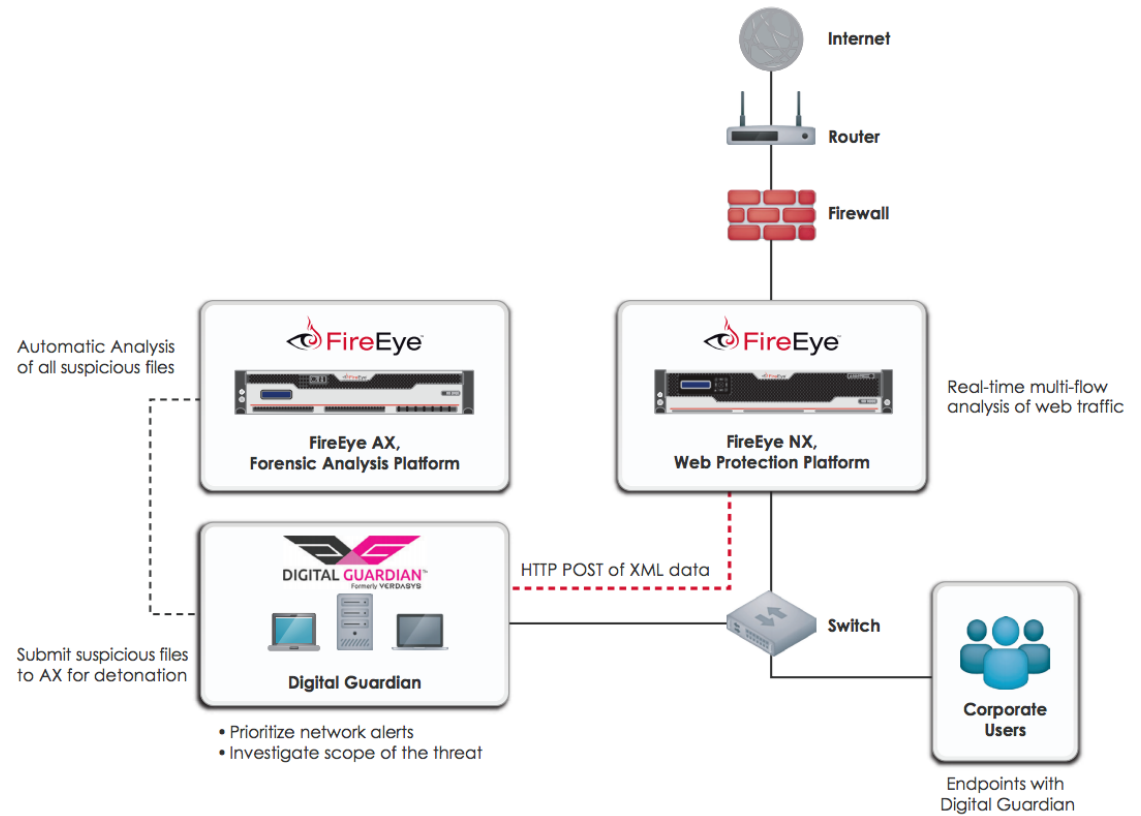 Internet
Router
Firewall
FireEye™
FireEye AX,
Forensic Analysis Platform
Automatic Analysis
of all suspicious files
FireEye™
FireEye NX,
Web Protection Platform
Real-time multi-flow
analysis of web traffic
DIGITAL GUARDIAN™
Formerly VERDASYS
Digital Guardian
HTTP POST of XML data
Switch
Submit suspicious files
to AX for detonation
• Prioritize network alerts
• Investigate scope of the threat
Corporate
Users
Endpoints with
Digital Guardian